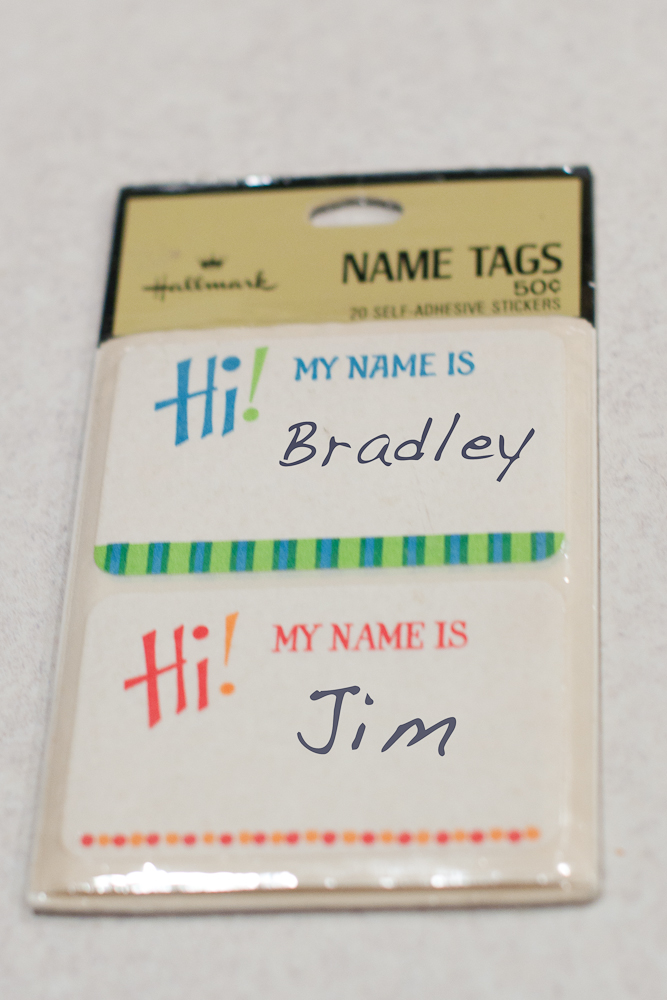 Hallmark
NAME TAGS
50¢
20 SELF-ADHESIVE STICKERS
Hi! MY NAME IS
Bradley
Hi! MY NAME IS
Jim